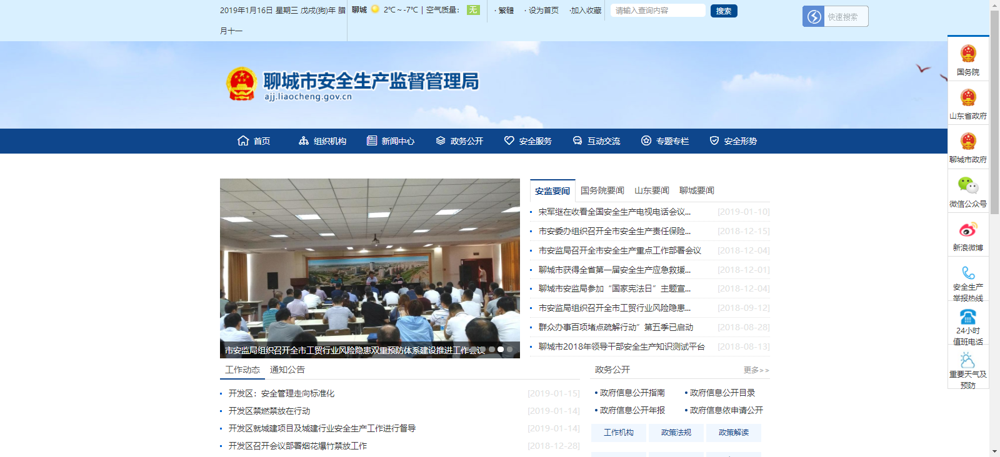 2019年1月16日 星期三 戊戌(狗)年 腊月十一
聊城 2℃ ~ -7℃ | 空气质量： 无
· 繁體 · 设为首页 ·加入收藏
请输入查询内容 搜索
快速搜索
聊城市安全生产监督管理局
ajj.liaocheng.gov.cn
首页 组织机构 新闻中心 政务公开 安全服务 互动交流 专题专栏 安全形势
市安监局组织召开全市工贸行业风险隐患双重预防体系建设推进工作会议
安监要闻 国务院要闻 山东要闻 聊城要闻
宋军继在收看全国安全生产电视电话会议... [2019-01-10]
市安委办组织召开全市安全生产责任保险... [2018-12-15]
市安监局召开全市安全生产重点工作部署会议 [2018-12-04]
聊城市获得全省第一届安全生产应急救援... [2018-12-01]
聊城市安监局参加“国家宪法日”主题宣... [2018-12-04]
市安监局组织召开全市工贸行业风险隐患... [2018-09-12]
群众办事百项堵点疏解行动”第五季已启动 [2018-08-28]
聊城市2018年领导干部安全生产知识测试平台 [2018-08-13]
工作动态 通知公告
开发区：安全管理走向标准化 [2019-01-15]
开发区禁燃禁放在行动 [2019-01-14]
开发区就城建项目及城建行业安全生产工作进行督导 [2019-01-14]
开发区召开会议部署烟花爆竹禁放工作 [2018-12-28]
政务公开 更多>>
• 政府信息公开指南 • 政府信息公开目录
• 政府信息公开年报 • 政府信息依申请公开
工作机构 政策法规 政策解读
国务院
山东省政府
聊城市政府
微信公众号
新浪微博
安全生产
举报热线
24小时
值班电话
重要天气及
预防